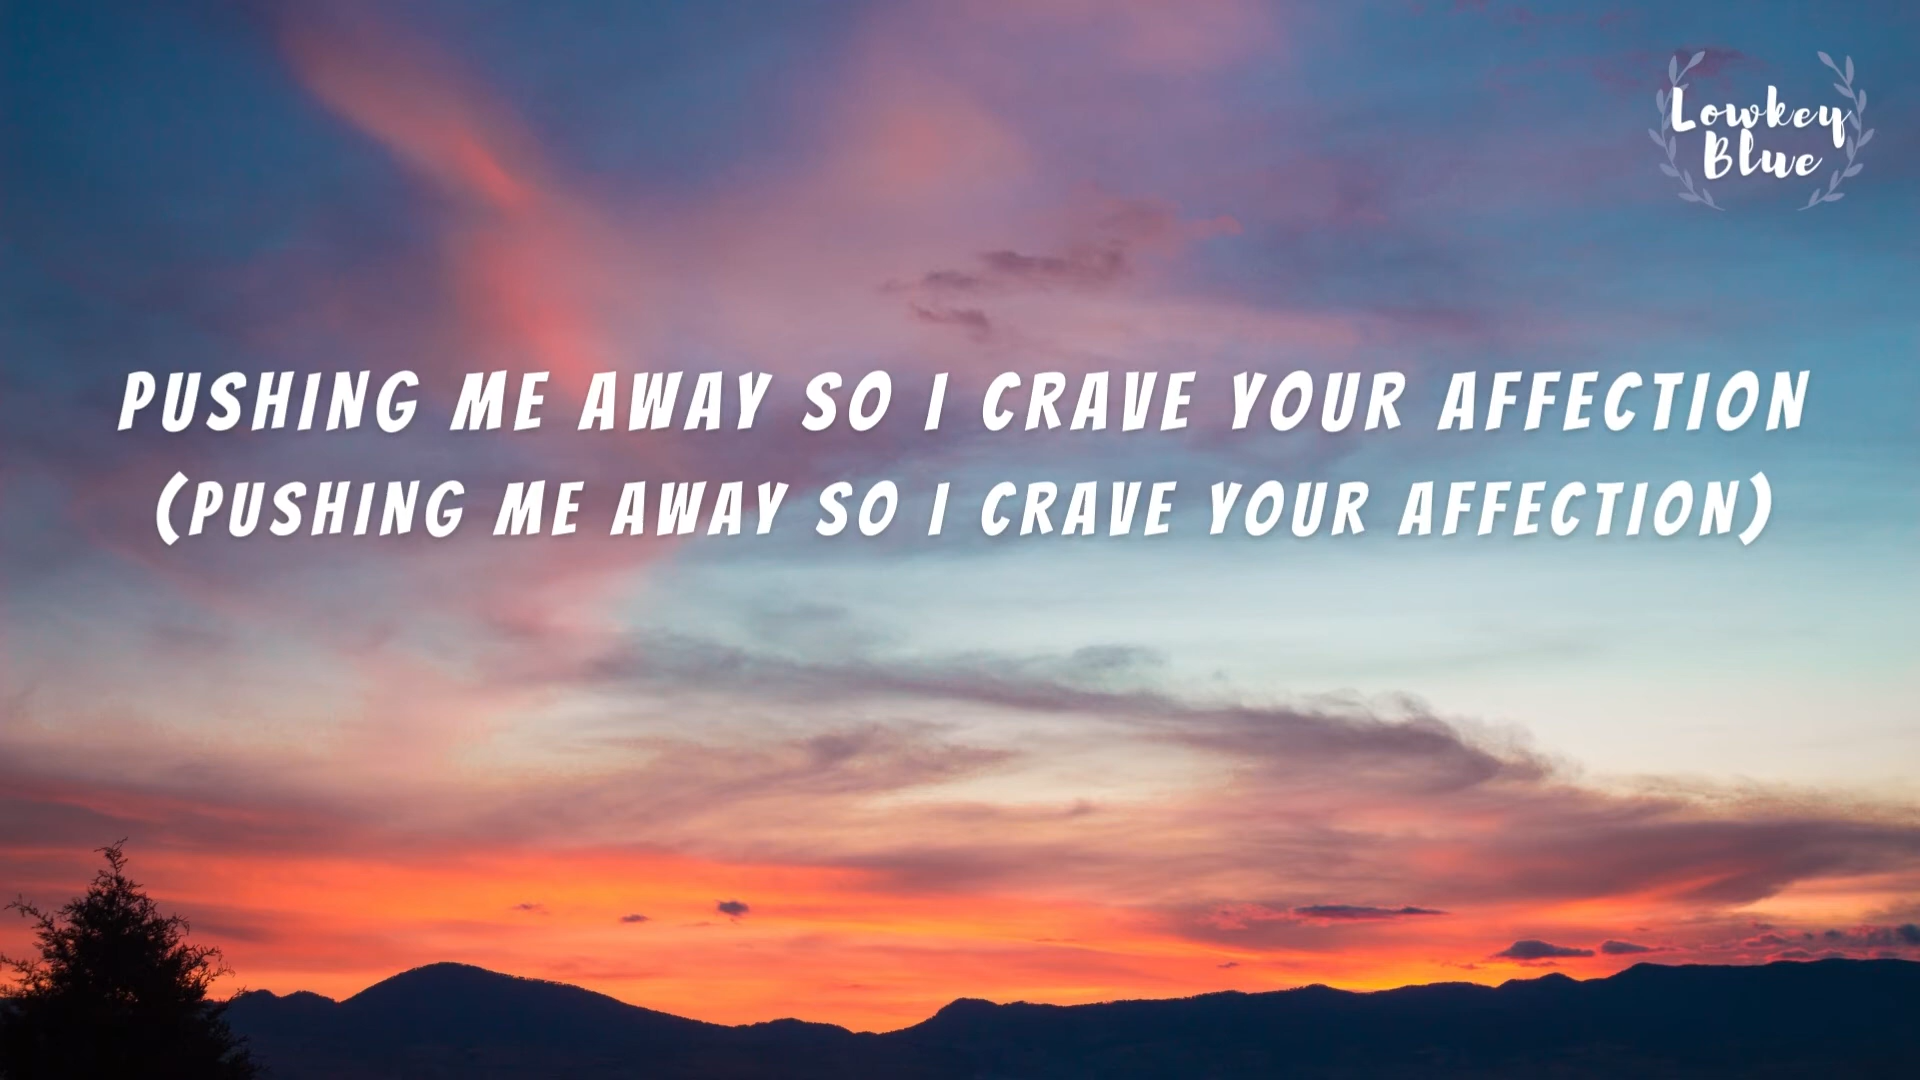 Lowkey
Blue
PUSHING ME AWAY SO I CRAVE YOUR AFFECTION
(PUSHING ME AWAY SO I CRAVE YOUR AFFECTION)